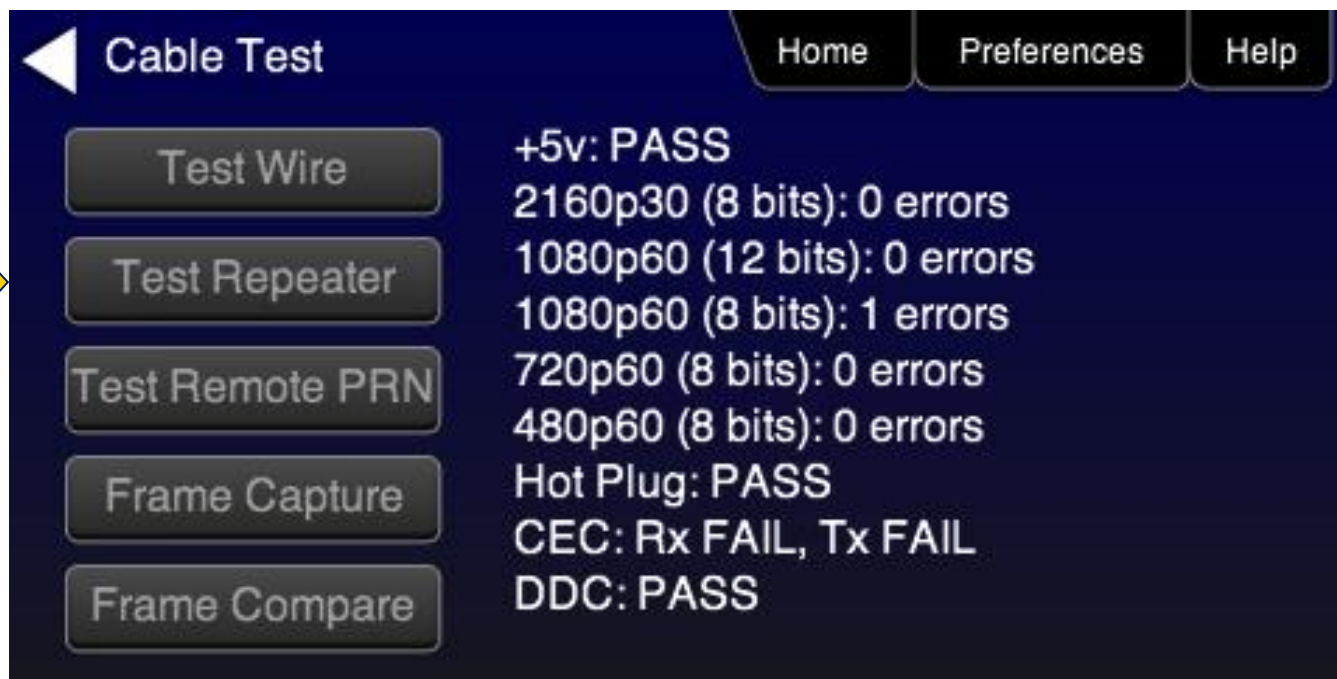 Cable Test
Home
Preferences
Help
Test Wire
Test Repeater
Test Remote PRN
Frame Capture
Frame Compare
+5v: PASS
2160p30 (8 bits): 0 errors
1080p60 (12 bits): 0 errors
1080p60 (8 bits): 1 errors
720p60 (8 bits): 0 errors
480p60 (8 bits): 0 errors
Hot Plug: PASS
CEC: Rx FAIL, Tx FAIL
DDC: PASS